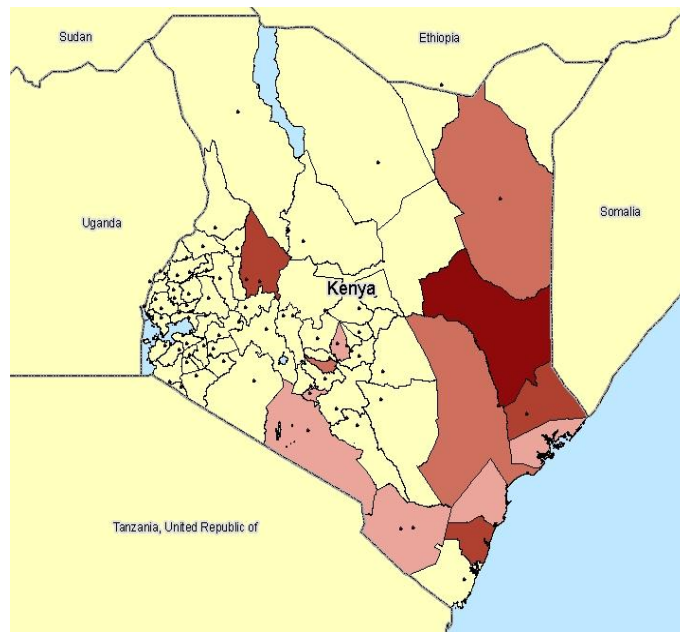 Sudan
Ethiopia
Uganda
Somalia
Kenya
Tanzania, United Republic of